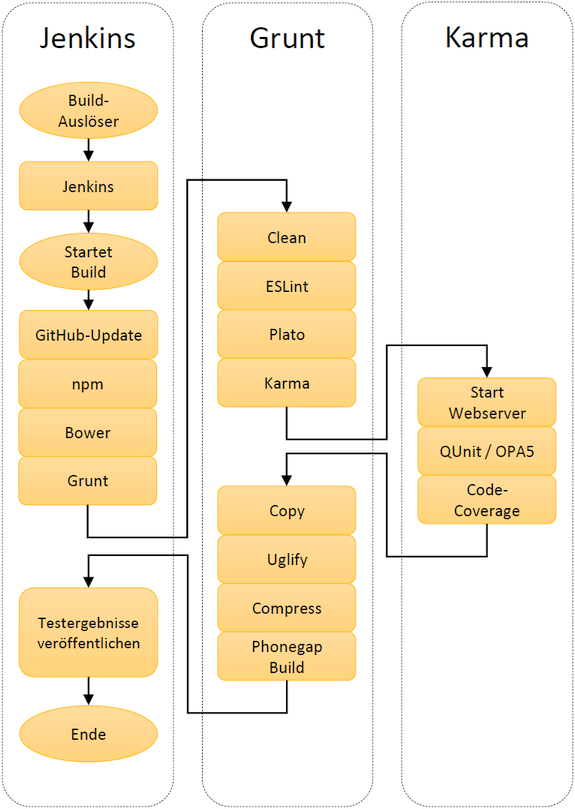 Jenkins
Grunt
Karma
Build-
Auslöser
Jenkins
Startet
Build
GitHub-Update
npm
Bower
Grunt
Clean
ESLint
Plato
Karma
Start
Webserver
QUnit / OPA5
Code-
Coverage
Copy
Uglify
Compress
Phonegap
Build
Testergebnisse
veröffentlichen
Ende